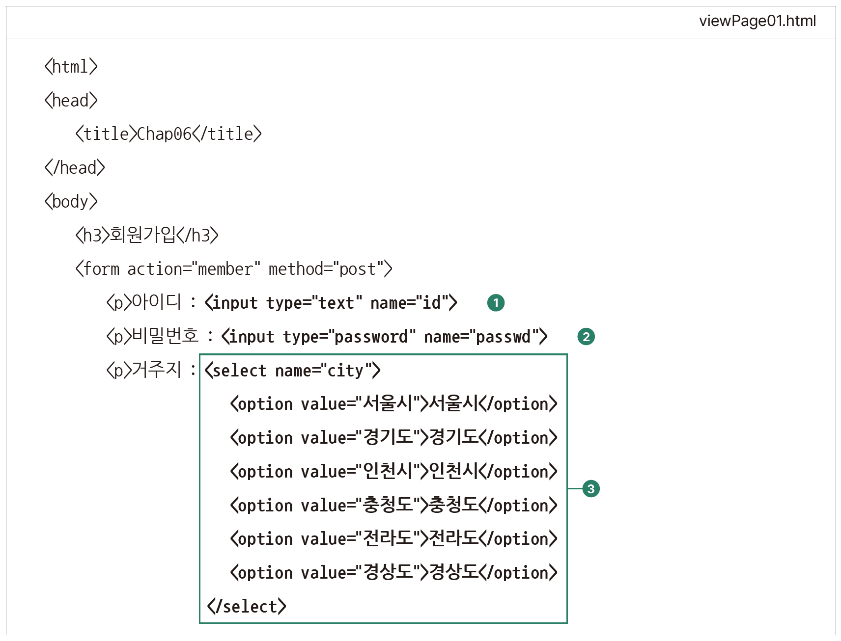 viewPage01.html
<html>
<head>
<title>Chap06</title>
</head>
<body>
<h3>회원가입</h3>
<form action="member" method="post">
<p>아이디 : <input type="text" name="id"> 1
<p>비밀번호 : <input type="password" name="passwd"> 2
<p>거주지 : <select name="city">
<option value="서울시">서울시</option>
<option value="경기도">경기도</option>
<option value="인천시">인천시</option>
3
<option value="충청도">충청도</option>
<option value="전라도">전라도</option>
<option value="경상도">경상도</option>
</select>